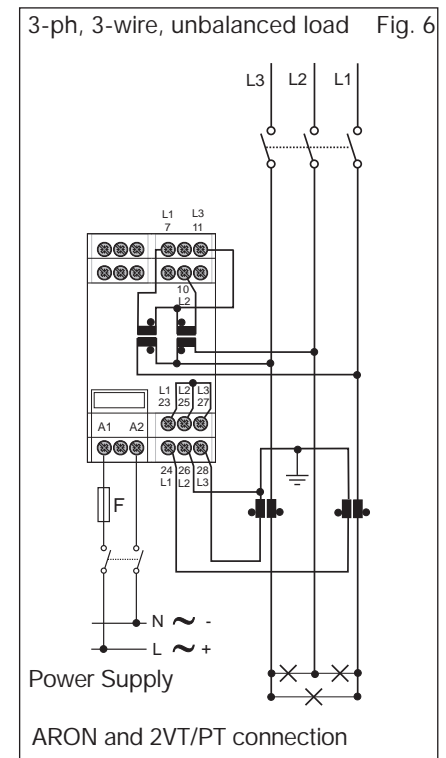 3-ph, 3-wire, unbalanced load Fig. 6
L3 L2 L1
L1 L3
7 11
10
L2
L1 L2 L3
23 25 27
A1 A2
24 26 28
L1 L2 L3
F
N ~ -
L ~ +
Power Supply
ARON and 2VT/PT connection